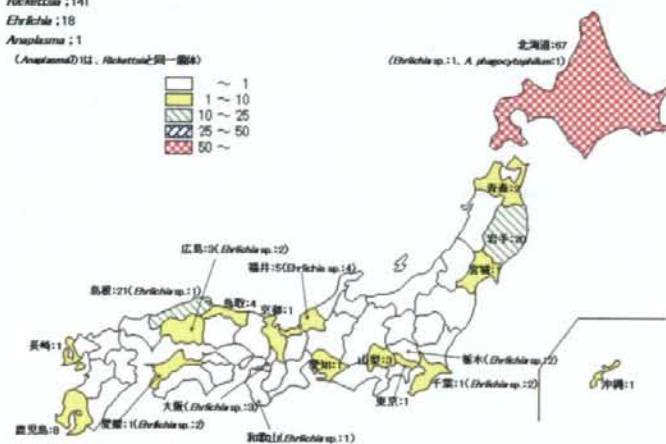 Rickettsia ; 141
Ehrlichia ; 18
Anaplasma ; 1
(Anaplasmaの1は、Rickettsiaと同一個体)
～ 1
1 ～ 10
10 ～ 25
25 ～ 50
50 ～
北海道:67
(Ehrlichia sp.:1、A. phagocytophilum:1)
青森:2
岩手:20
宮城:1
広島:3(Ehrlichia sp.:2)
福井:5(Ehrlichia sp.:4)
島根:21(Ehrlichia sp.:1)
鳥取:4
京都:1
長崎:1
愛知:1
山梨:3
栃木(Ehrlichia sp.:2)
千葉:1(Ehrlichia sp.:2)
東京:1
沖縄:1
鹿児島:8
愛媛:1(Ehrlichia sp.:2)
大阪(Ehrlichia sp.:3)
和歌山(Ehrlichia sp.:1)